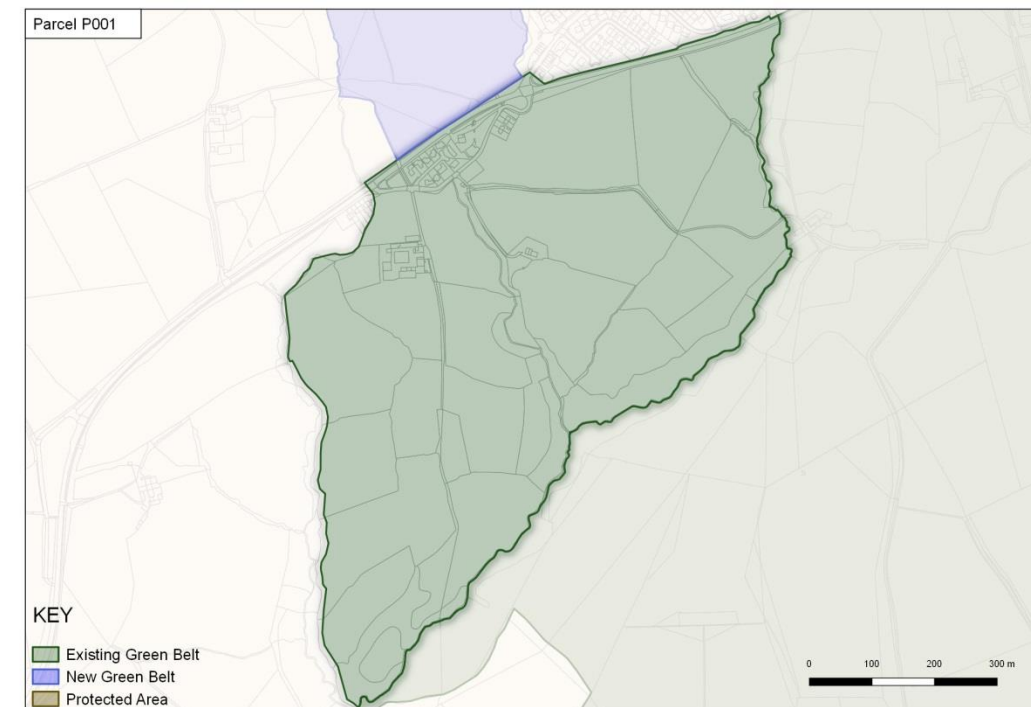 Parcel P001
KEY
Existing Green Belt
New Green Belt
Protected Area
0 100 200 300 m